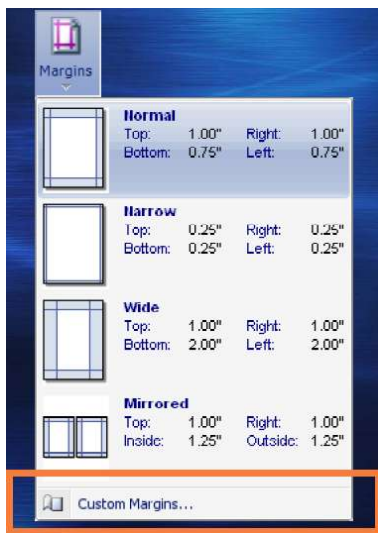 Margins
Normal
Top: 1.00" Right: 1.00"
Bottom: 0.75" Left: 0.75"
Narrow
Top: 0.25" Right: 0.25"
Bottom: 0.25" Left: 0.25"
Wide
Top: 1.00" Right: 1.00"
Bottom: 2.00" Left: 2.00"
Mirrored
Top: 1.00" Right: 1.00"
Inside: 1.25" Outside: 1.25"
Custom Margins...